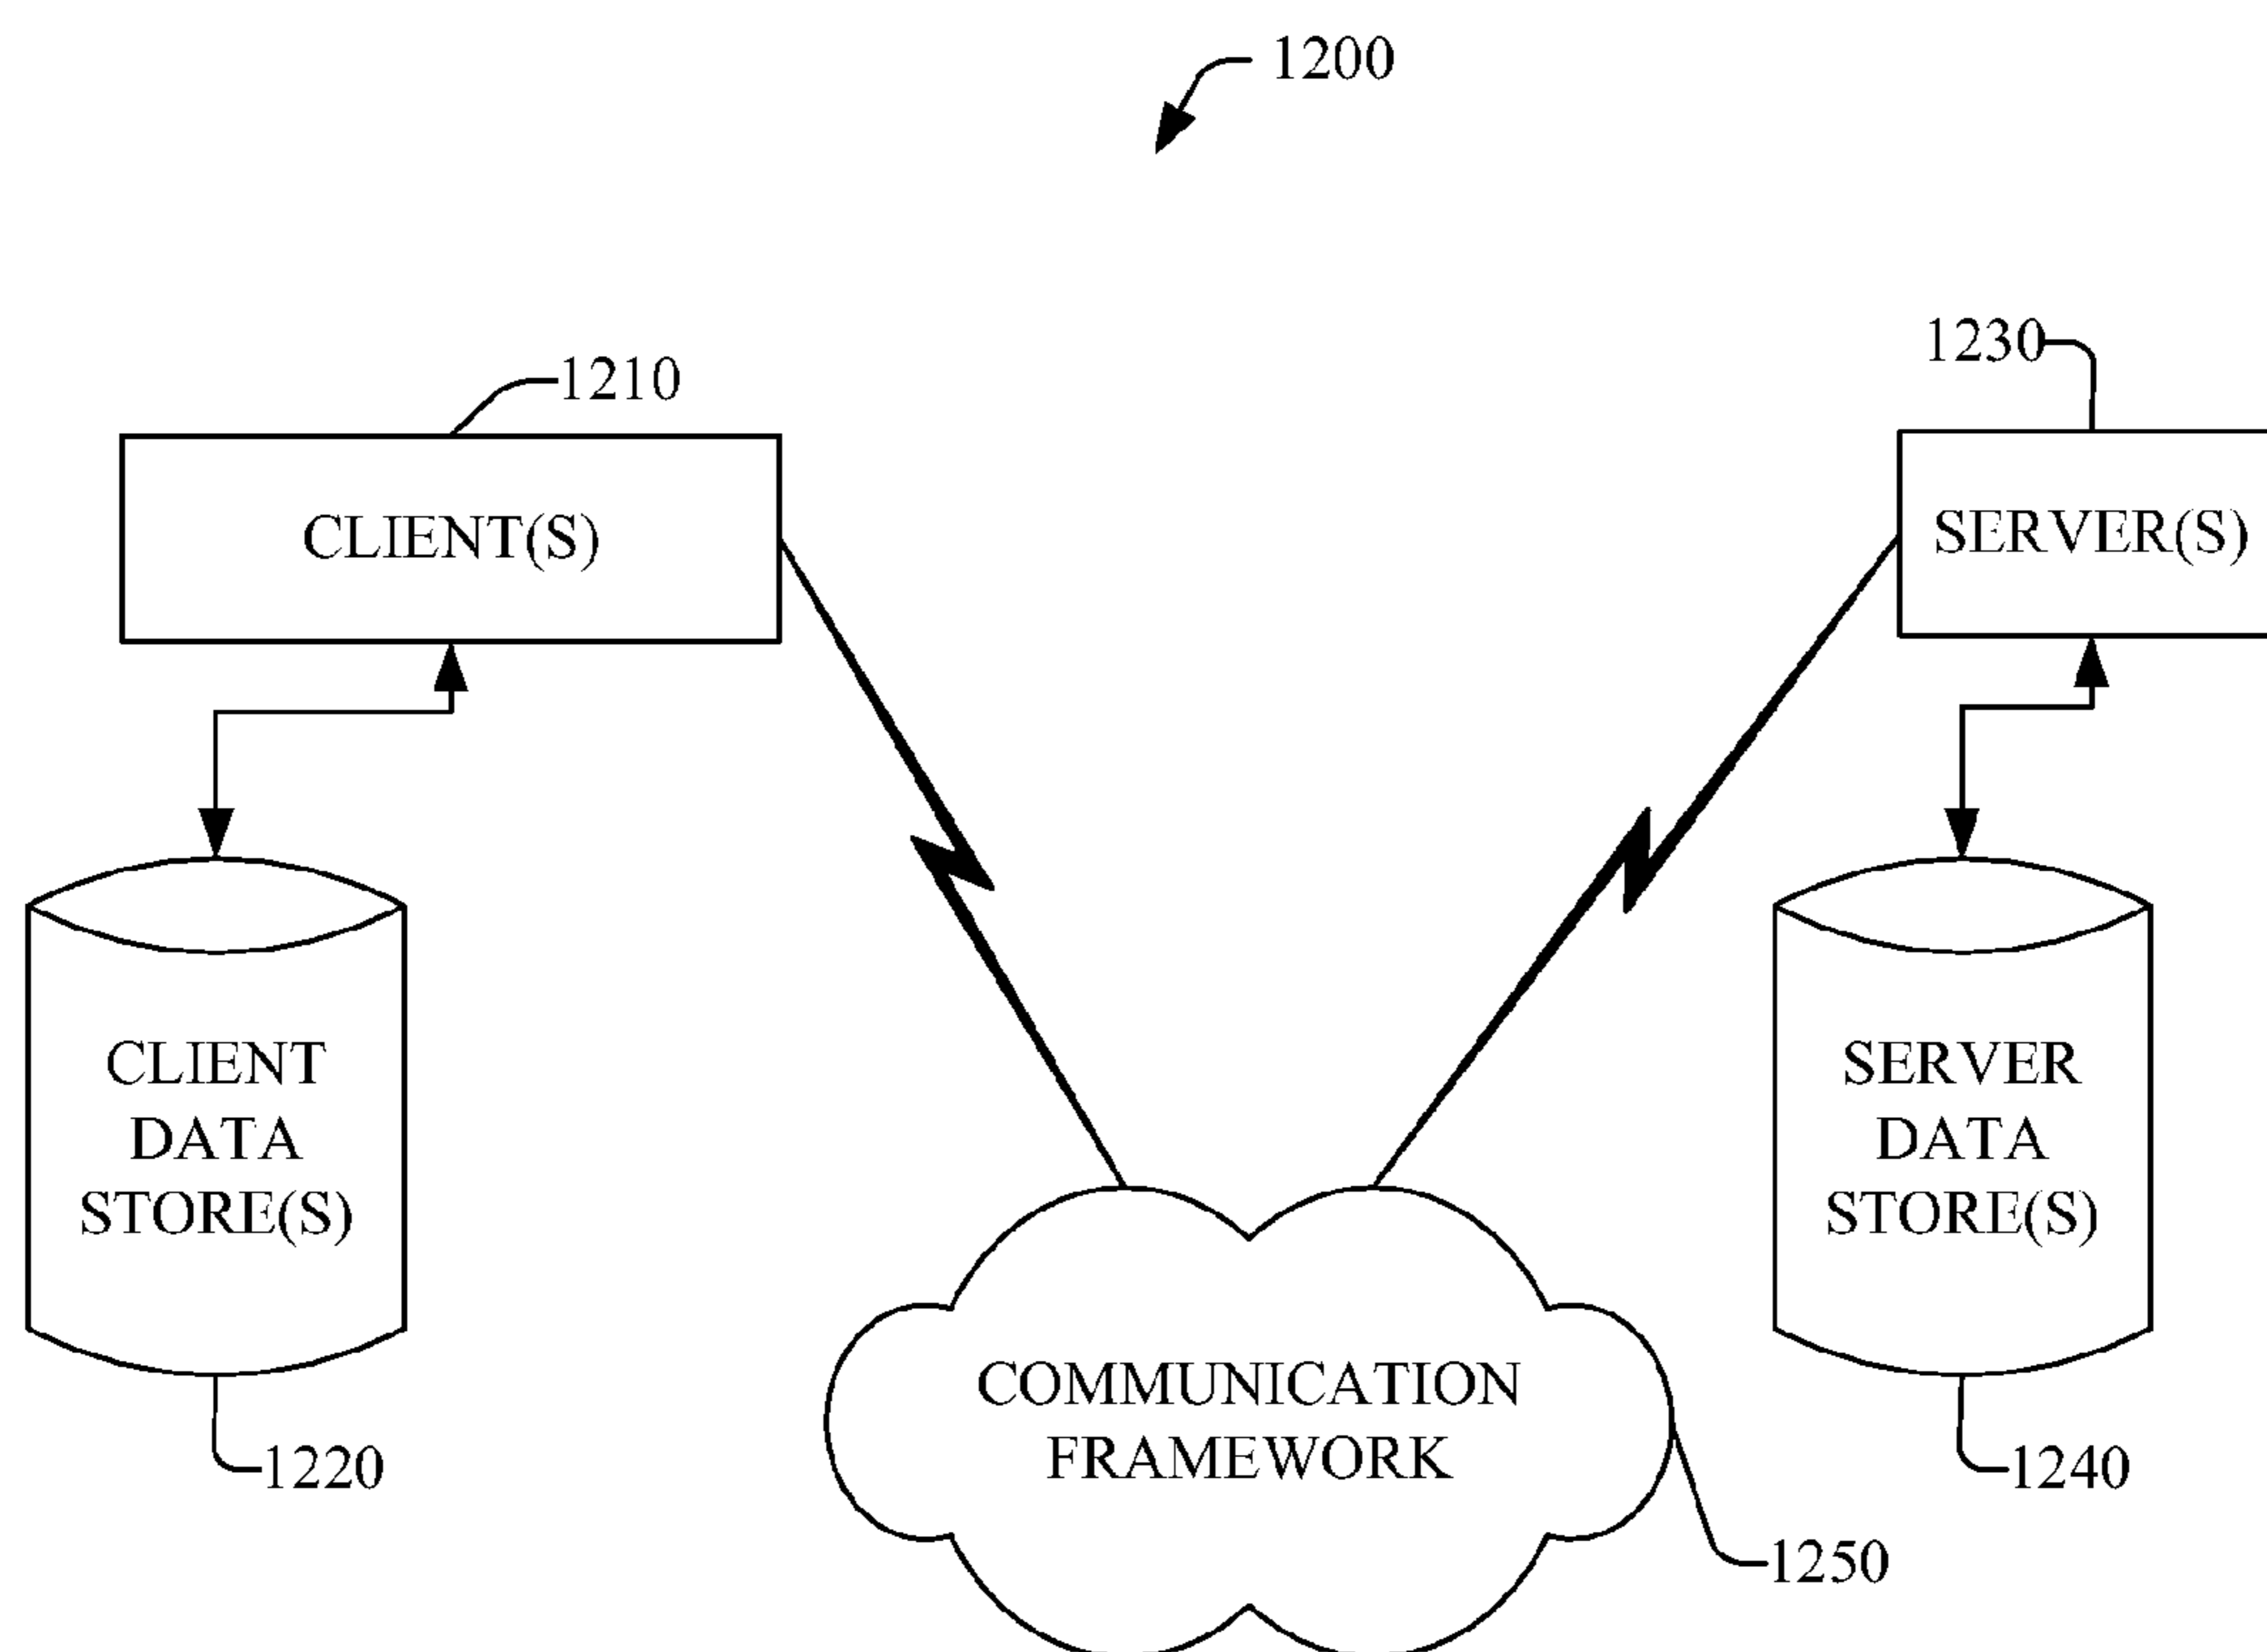 1200
1210
1230
CLIENT(S)
SERVER(S)
CLIENT
DATA
STORE(S)
SERVER
DATA
STORE(S)
COMMUNICATION
FRAMEWORK
1220
1240
1250